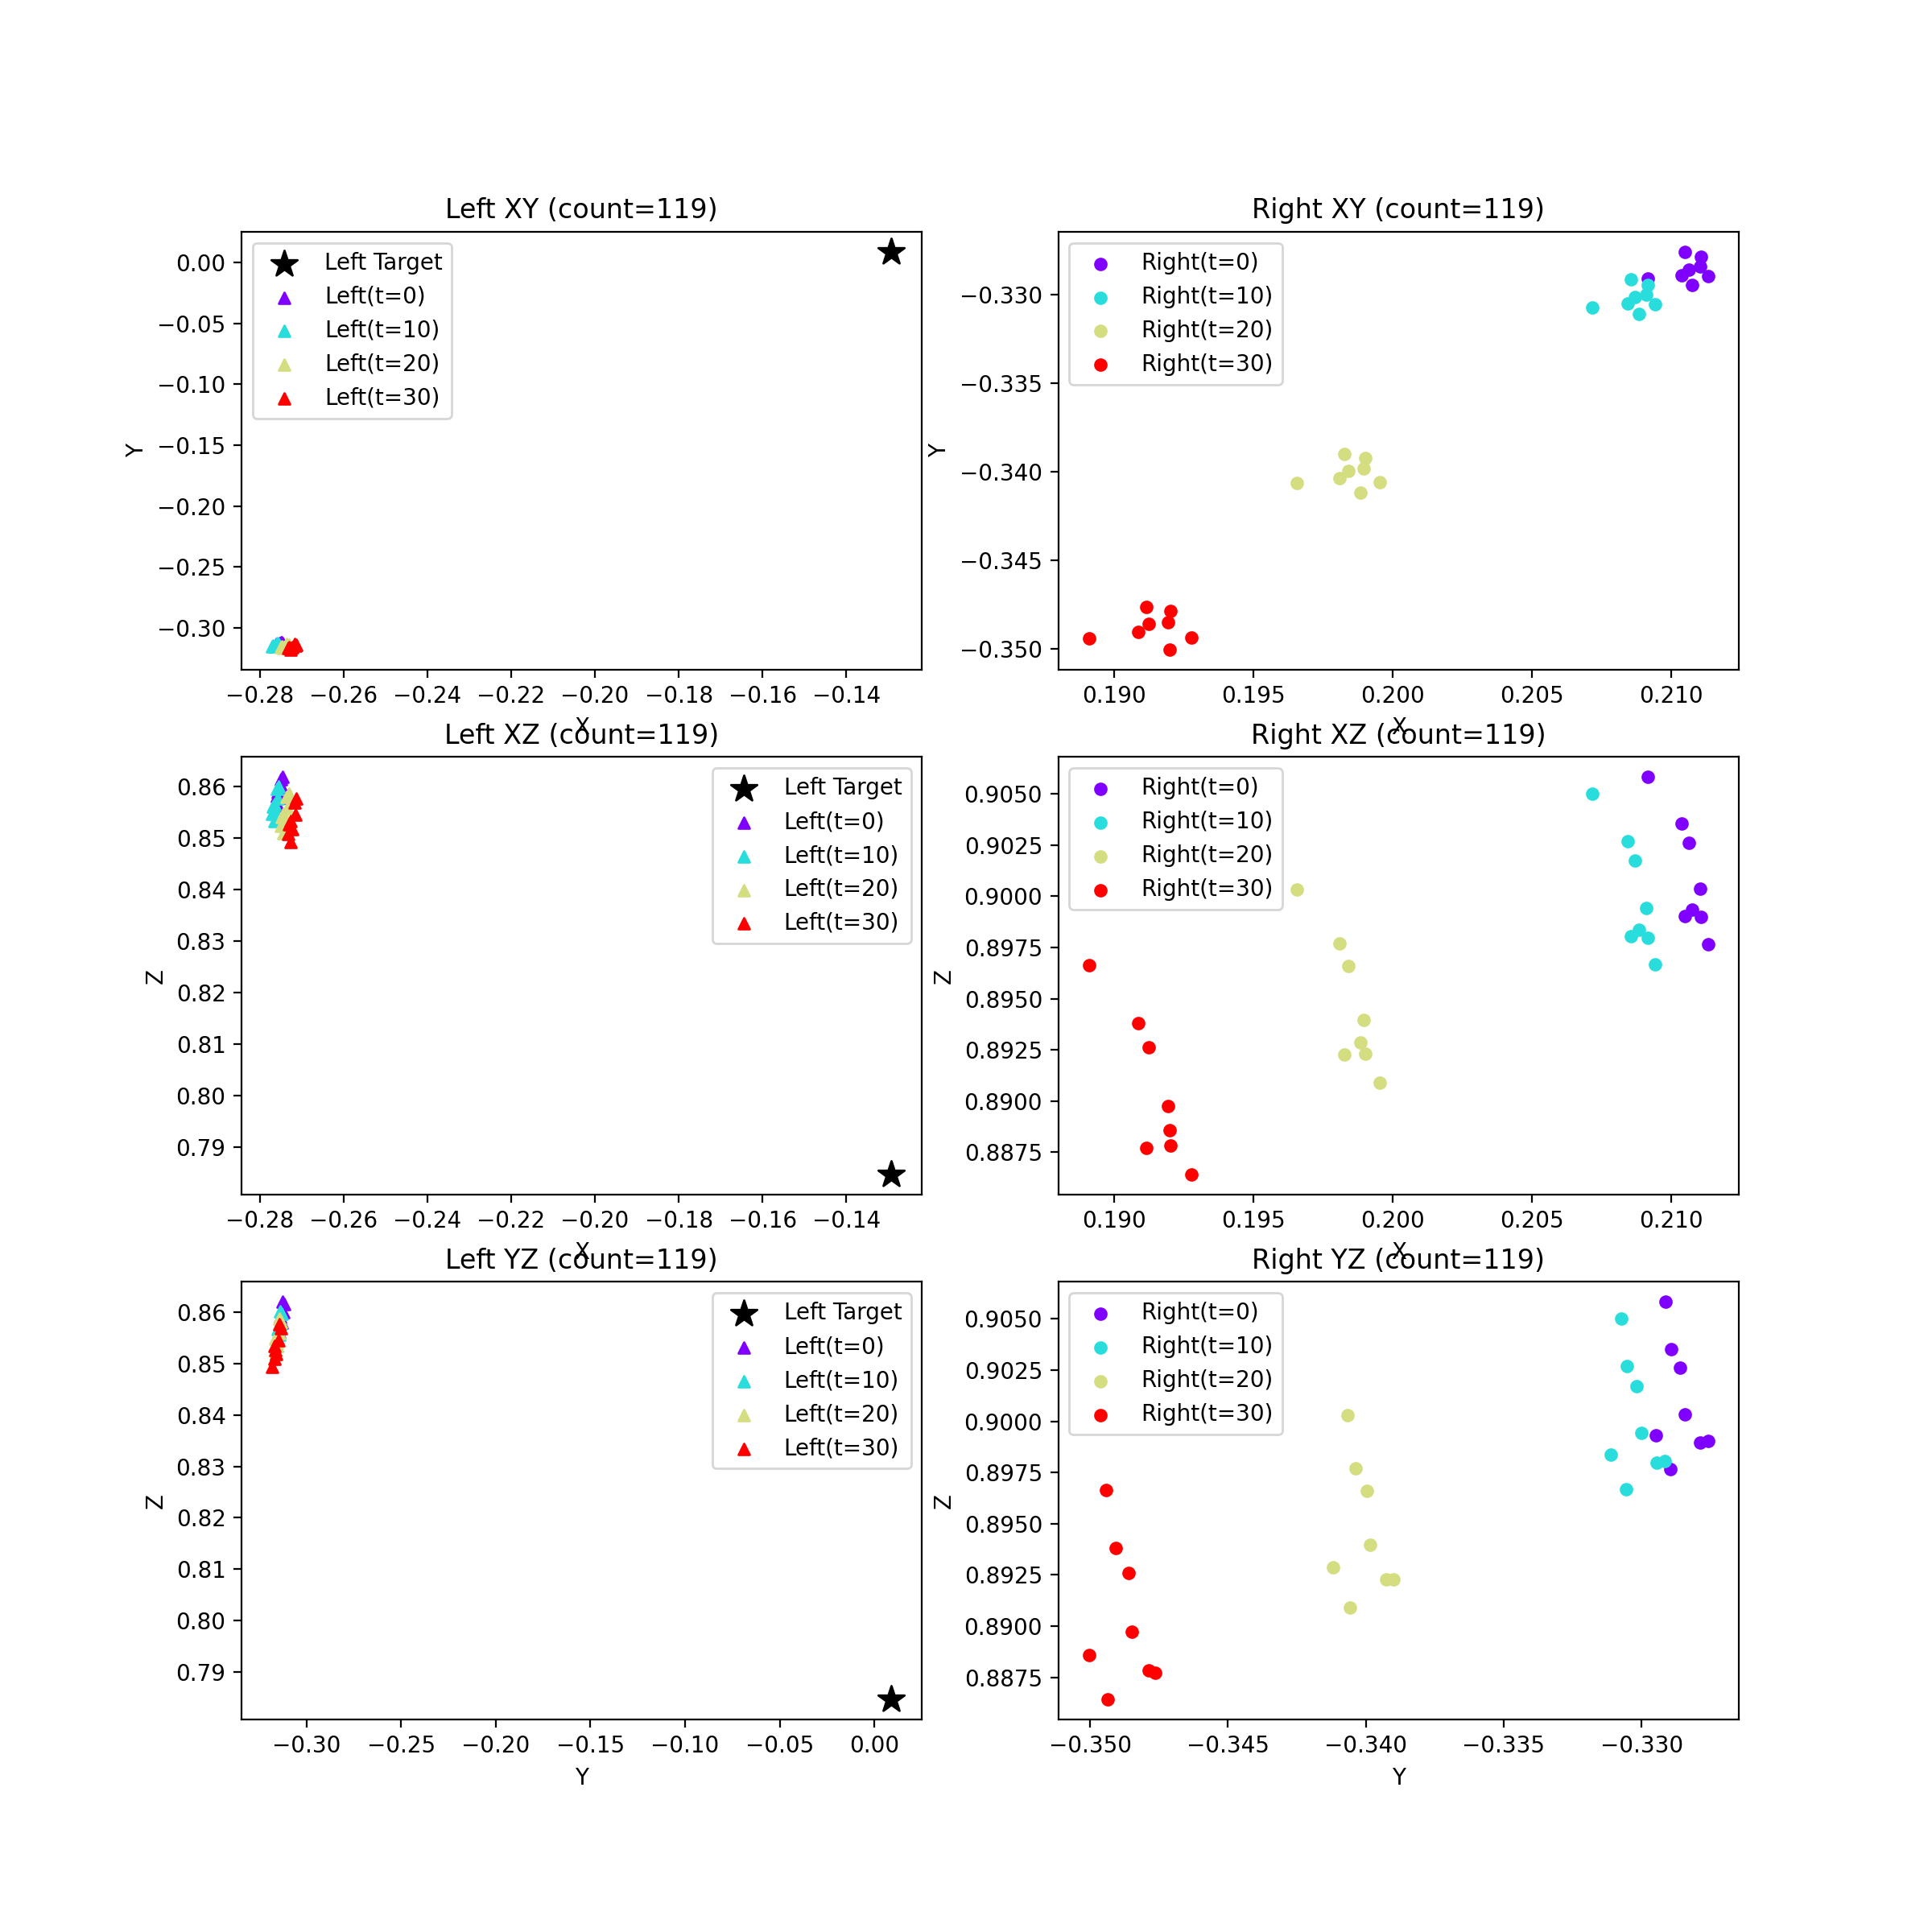 Left XY (count=119)
Left Target
Left(t=0)
Left(t=10)
Left(t=20)
Left(t=30)
Y
0.00
−0.05
−0.10
−0.15
−0.20
−0.25
−0.30
−0.28 −0.26 −0.24 −0.22 −0.20 −0.18 −0.16 −0.14
X
Right XY (count=119)
Right(t=0)
Right(t=10)
Right(t=20)
Right(t=30)
Y
−0.330
−0.335
−0.340
−0.345
−0.350
0.190 0.195 0.200 0.205 0.210
X
Left XZ (count=119)
Left Target
Left(t=0)
Left(t=10)
Left(t=20)
Left(t=30)
Z
0.86
0.85
0.84
0.83
0.82
0.81
0.80
0.79
−0.28 −0.26 −0.24 −0.22 −0.20 −0.18 −0.16 −0.14
X
Right XZ (count=119)
Right(t=0)
Right(t=10)
Right(t=20)
Right(t=30)
Z
0.9050
0.9025
0.9000
0.8975
0.8950
0.8925
0.8900
0.8875
0.190 0.195 0.200 0.205 0.210
X
Left YZ (count=119)
Left Target
Left(t=0)
Left(t=10)
Left(t=20)
Left(t=30)
Z
0.86
0.85
0.84
0.83
0.82
0.81
0.80
0.79
−0.30 −0.25 −0.20 −0.15 −0.10 −0.05 0.00
Y
Right YZ (count=119)
Right(t=0)
Right(t=10)
Right(t=20)
Right(t=30)
Z
0.9050
0.9025
0.9000
0.8975
0.8950
0.8925
0.8900
0.8875
−0.350 −0.345 −0.340 −0.335 −0.330
Y